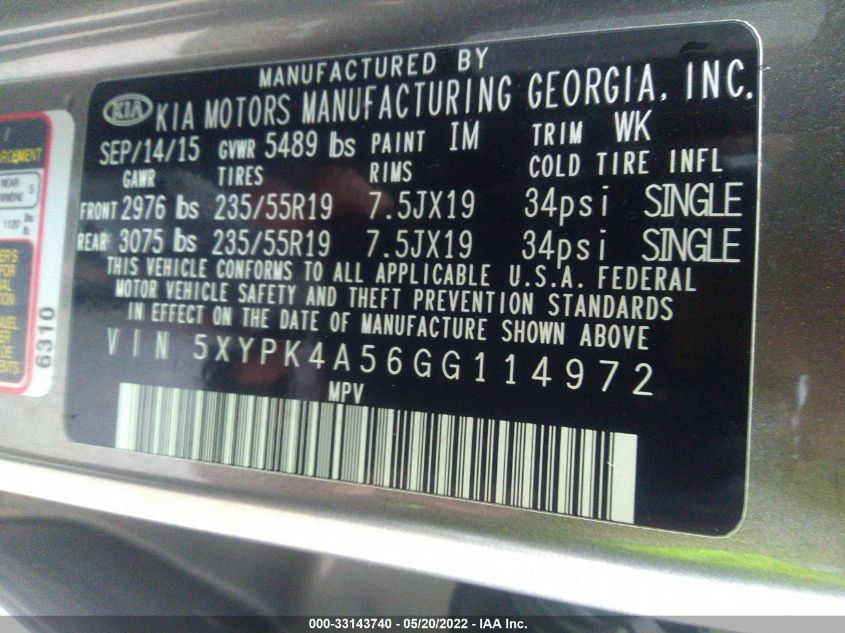 MANUFACTURED BY
KIA KIA MOTORS MANUFACTURING GEORGIA, INC.
SEP/14/15 GVWR 5489 lbs PAINT IM TRIM WK
GAWR TIRES RIMS COLD TIRE INFL
FRONT 2976 lbs 235/55R19 7.5JX19 34psi SINGLE
REAR 3075 lbs 235/55R19 7.5JX19 34psi SINGLE
THIS VEHICLE CONFORMS TO ALL APPLICABLE U.S.A. FEDERAL
MOTOR VEHICLE SAFETY AND THEFT PREVENTION STANDARDS
IN EFFECT ON THE DATE OF MANUFACTURE SHOWN ABOVE
VIN 5XYPK4A56GG114972
MPV
REAR 5
1120 lbs
6310
000-33143740 - 05/20/2022 - IAA Inc.